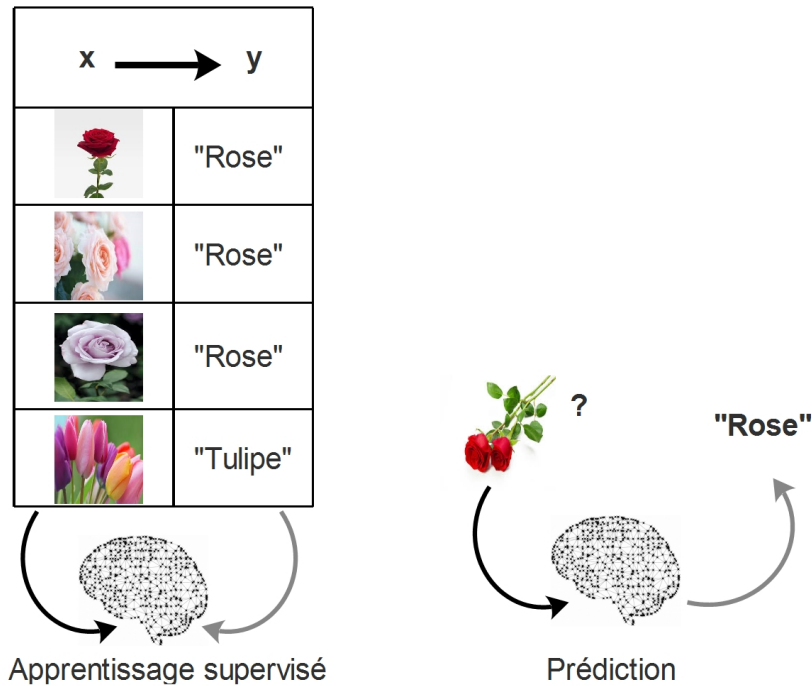 x y
"Rose"
"Rose"
"Rose"
"Tulipe"
Apprentissage supervisé
?
"Rose"
Prédiction